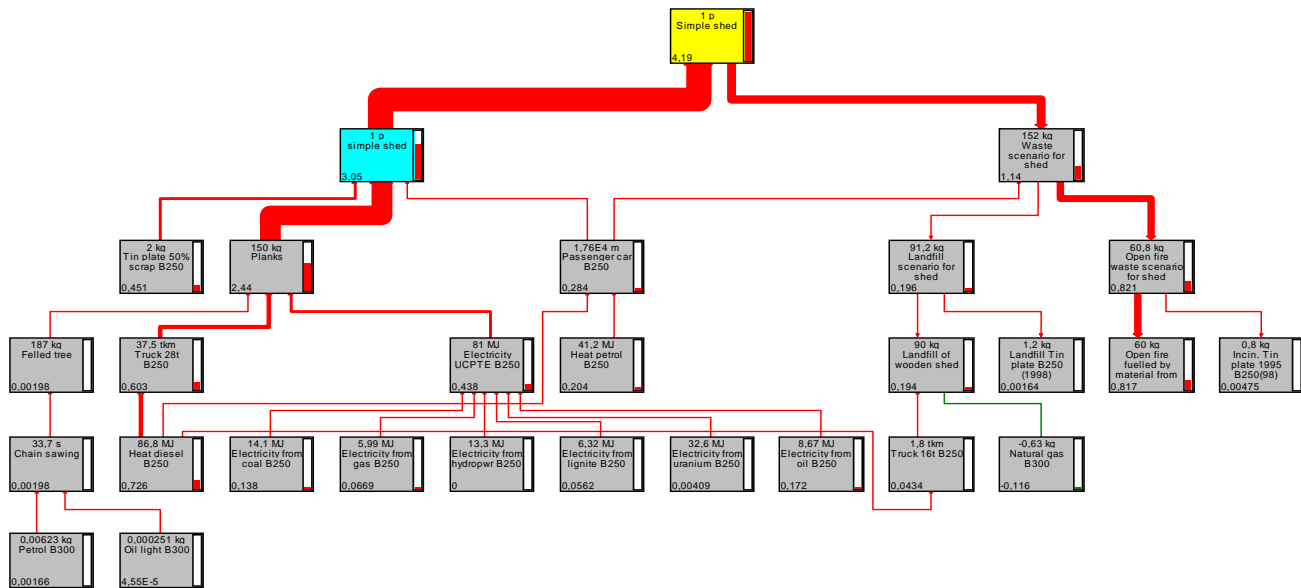 1 p
Simple shed
4,19
1 p
simple shed
3,05
152 kg
Waste
scenario for
shed
1,14
2 kg
Tin plate 50%
scrap B250
0,451
150 kg
Planks
2,44
1,76E4 m
Passenger car
B250
0,284
91,2 kg
Landfill
scenario for
shed
0,196
60,8 kg
Open fire
waste scenario
for shed
0,821
187 kg
Felled tree
0,00198
37,5 tkm
Truck 28t
B250
0,603
81 MJ
Electricity
UCPTE B250
0,438
41,2 MJ
Heat petrol
B250
0,204
90 kg
Landfill of
wooden shed
0,194
1,2 kg
Landfill Tin
plate B250
(1998)
0,00164
60 kg
Open fire
fuelled by
material from
0,817
0,8 kg
Incin. Tin
plate 1995
B250(98)
0,00475
33,7 s
Chain sawing
0,00198
86,8 MJ
Heat diesel
B250
0,726
14,1 MJ
Electricity from
coal B250
0,138
5,99 MJ
Electricity from
gas B250
0,0669
13,3 MJ
Electricity from
hydropwr B250
0
6,32 MJ
Electricity from
lignite B250
0,0562
32,6 MJ
Electricity from
uranium B250
0,00409
8,67 MJ
Electricity from
oil B250
0,172
1,8 tkm
Truck 16t B250
0,0434
-0,63 kg
Natural gas
B300
-0,116
0,00623 kg
Petrol B300
0,00166
0,000251 kg
Oil light B300
4,55E-5